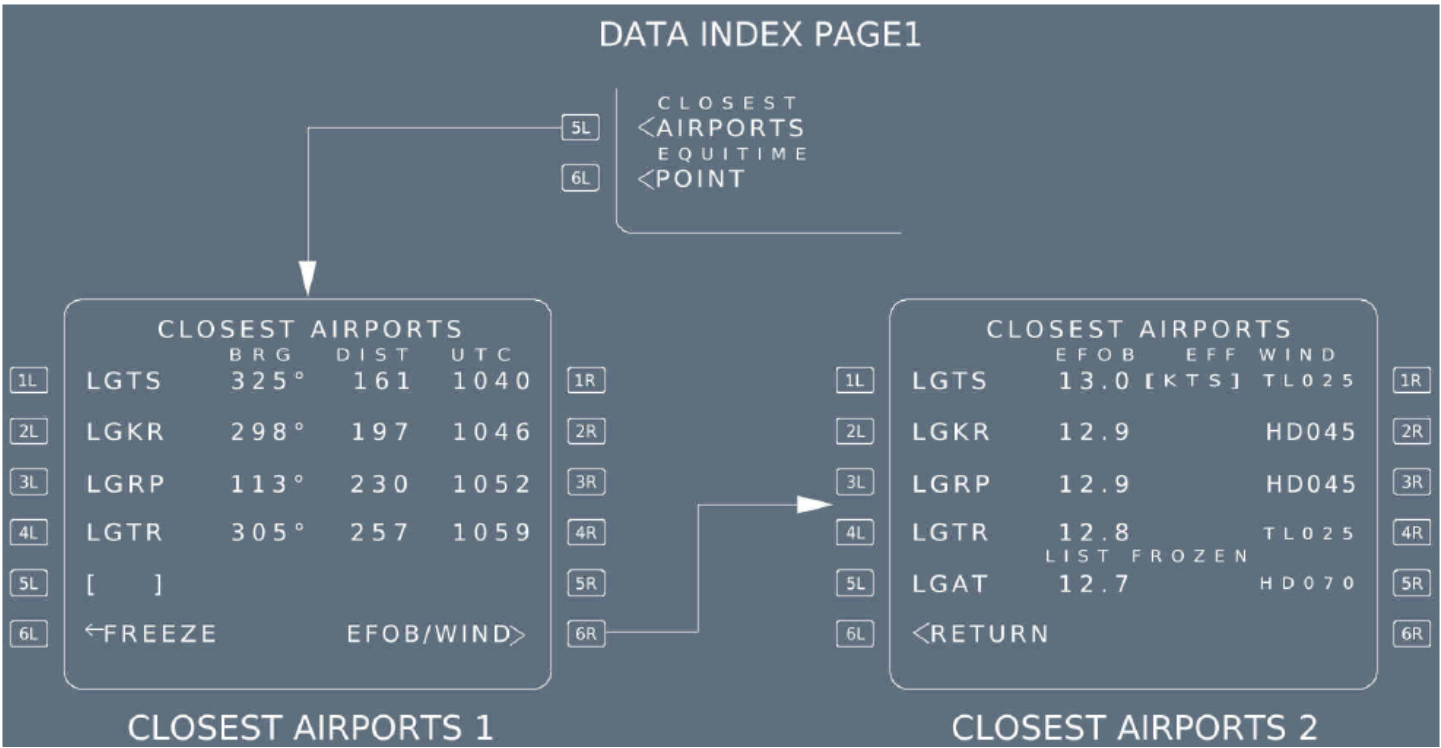 DATA INDEX PAGE1
CLOSEST
5L <AIRPORTS
EQUITIME
6L <POINT
CLOSEST AIRPORTS
BRG DIST UTC
1L LGTS 325° 161 1040 1R
2L LGKR 298° 197 1046 2R
3L LGRP 113° 230 1052 3R
4L LGTR 305° 257 1059 4R
5L [ ] 5R
6L ←FREEZE EFOB/WIND> 6R
CLOSEST AIRPORTS 1
CLOSEST AIRPORTS
EFOB EFF WIND
1L LGTS 13.0 [KTS] TL025 1R
2L LGKR 12.9 HD045 2R
3L LGRP 12.9 HD045 3R
4L LGTR 12.8 TL025 4R
LIST FROZEN
5L LGAT 12.7 HD070 5R
6L <RETURN 6R
CLOSEST AIRPORTS 2